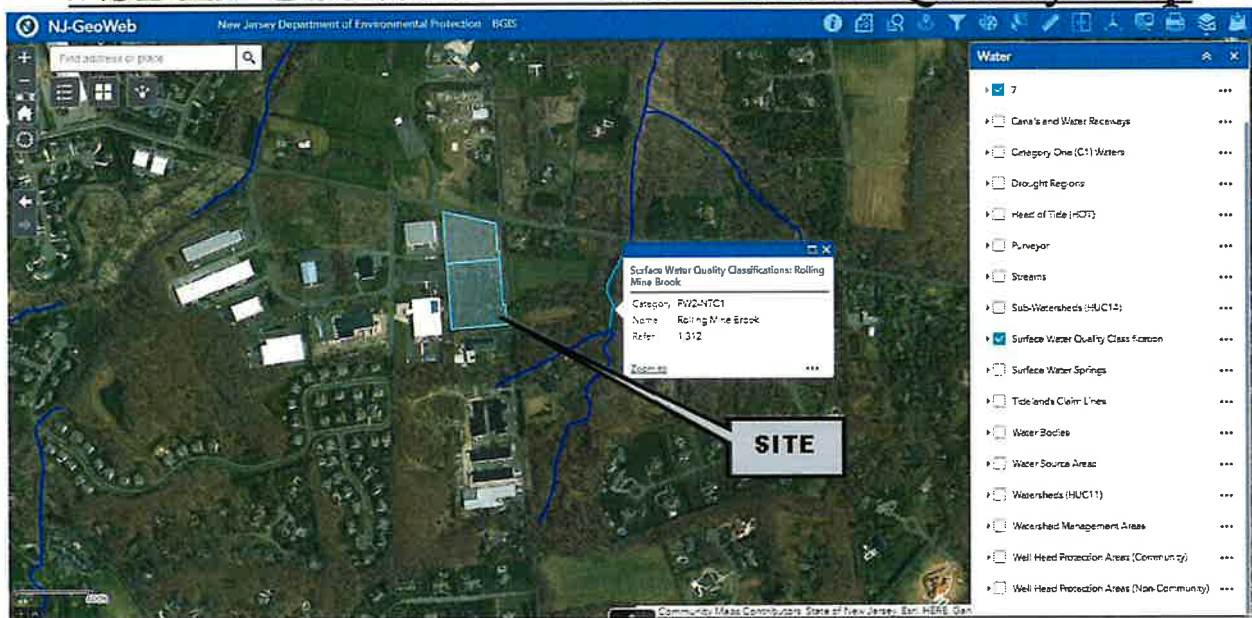 NJ-GeoWeb
New Jersey Department of Environmental Protection BGIS
Find address or place
Water
7
Canals and Water Raceways
Category One (C1) Waters
Drought Regions
Head of Tide (HOT)
Purveyor
Streams
Sub-Watersheds (HUC14)
Surface Water Quality Classification
Surface Water Springs
Tidelands Claim Lines
Water Bodies
Water Source Areas
Watersheds (HUC11)
Watershed Management Areas
Well Head Protection Areas (Community)
Well Head Protection Areas (Non-Community)
Surface Water Quality Classifications: Rolling
Mine Brook
Category FW2-NTC1
Name Rolling Mine Brook
Refer 1.312
Zoom to
SITE
Community Maps Contributors, State of New Jersey, Esri, HERE, Gar